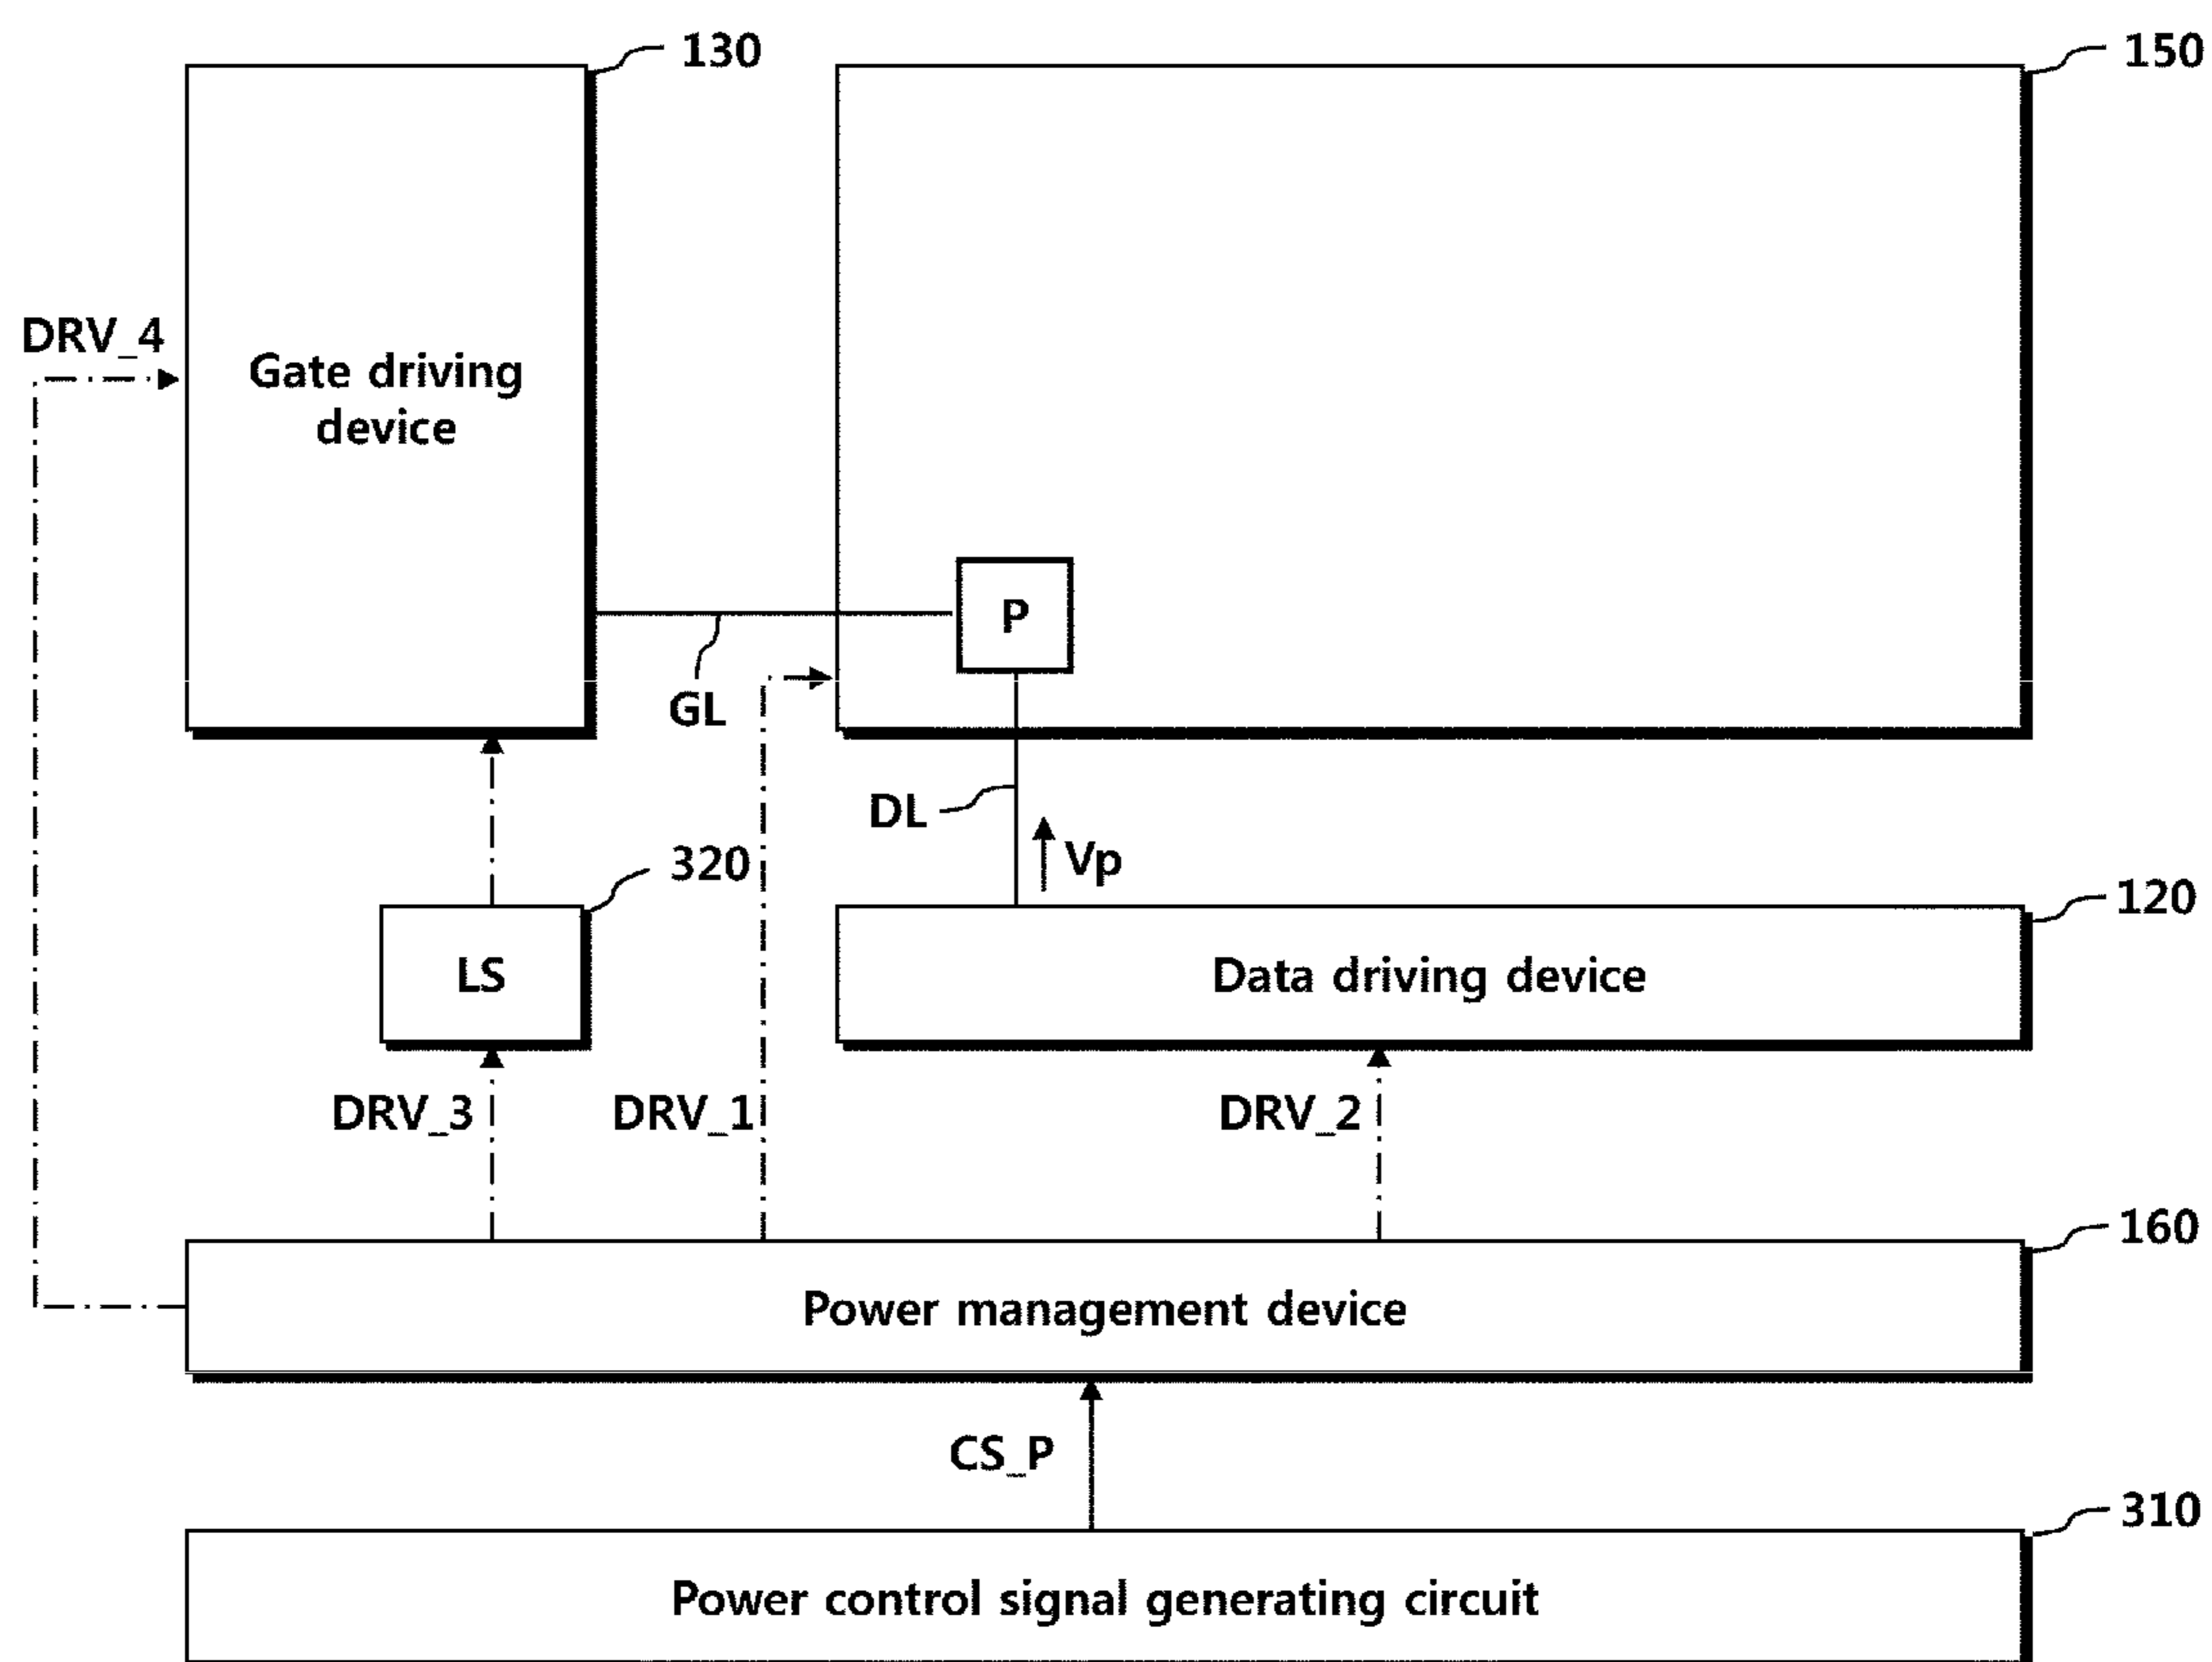 130
150
DRV_4
Gate driving
device
P
GL
DL
Vp
320
120
LS
Data driving device
DRV_3
DRV_1
DRV_2
160
Power management device
CS_P
310
Power control signal generating circuit